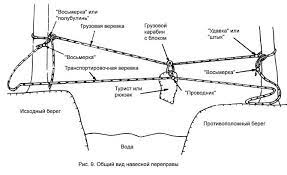 "Восьмерка" или
"полубулинь"
Грузовая веревка
Грузовой
карабин
с блоком
"Удавка" или
"штык"
"Восьмерка"
"Восьмерка"
Транспортировочная веревка
"Проводник"
Турист или
рюкзак
Исходный берег
Противоположный берег
Вода
Рис. 9. Общий вид навесной переправы